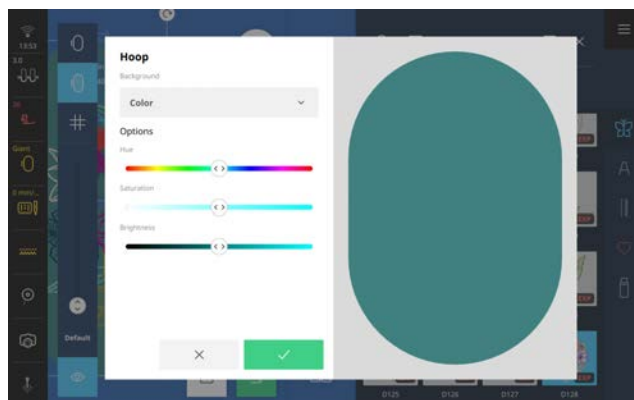 13:53
3.0
Giant
Default
Hoop
Background
Color
Options
Hue
Saturation
Brightness
A
D125
D126
D127
D128